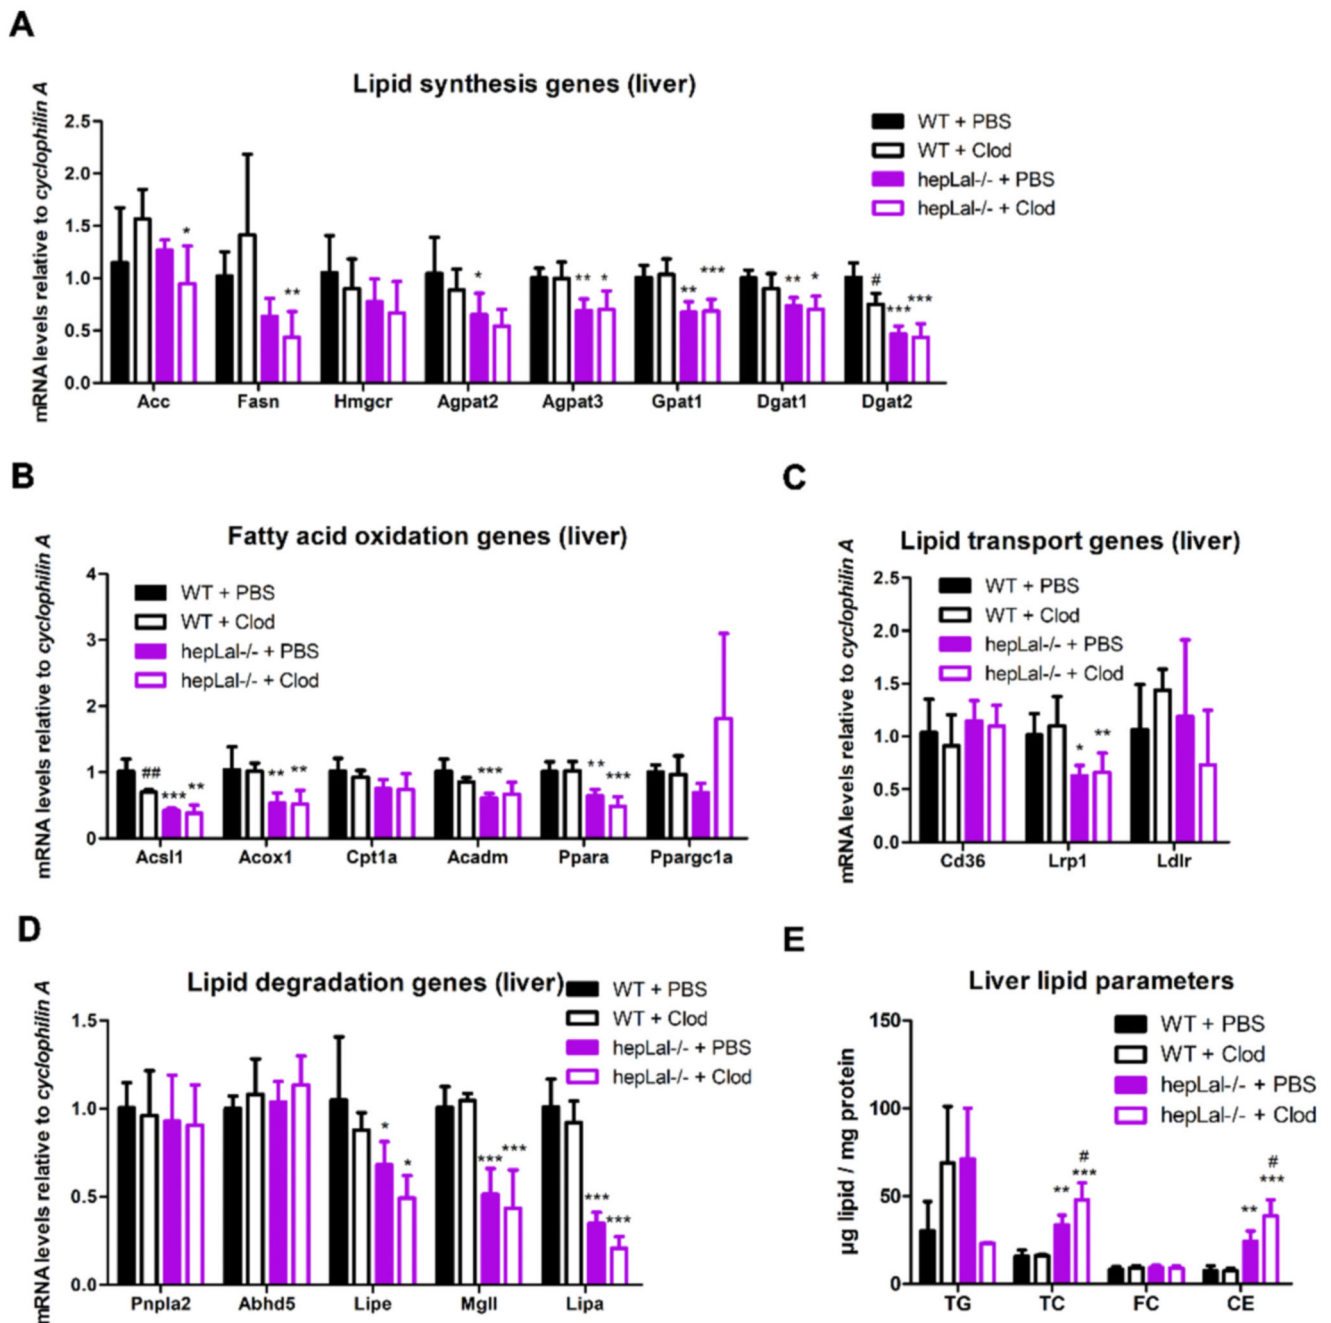 A
Lipid synthesis genes (liver)
mRNA levels relative to cyclophilin A
2.5
2.0
1.5
1.0
0.5
0.0
WT + PBS
WT + Clod
hepLal-/- + PBS
hepLal-/- + Clod
*
**
*
** *
** ***
** *
# *** ***
Acc Fasn Hmgcr Agpat2 Agpat3 Gpat1 Dgat1 Dgat2
B
Fatty acid oxidation genes (liver)
mRNA levels relative to cyclophilin A
4
3
2
1
0
WT + PBS
WT + Clod
hepLal-/- + PBS
hepLal-/- + Clod
## *** **
** **
***
** ***
Acsl1 Acox1 Cpt1a Acadm Ppara Ppargc1a
C
Lipid transport genes (liver)
mRNA levels relative to cyclophilin A
2.5
2.0
1.5
1.0
0.5
0.0
WT + PBS
WT + Clod
hepLal-/- + PBS
hepLal-/- + Clod
* **
Cd36 Lrp1 Ldlr
D
Lipid degradation genes (liver)
mRNA levels relative to cyclophilin A
1.5
1.0
0.5
0.0
WT + PBS
WT + Clod
hepLal-/- + PBS
hepLal-/- + Clod
* *
*** ***
*** ***
Pnpla2 Abhd5 Lipe Mgll Lipa
E
Liver lipid parameters
µg lipid / mg protein
150
100
50
0
WT + PBS
WT + Clod
hepLal-/- + PBS
hepLal-/- + Clod
#
** ***
#
** ***
TG TC FC CE